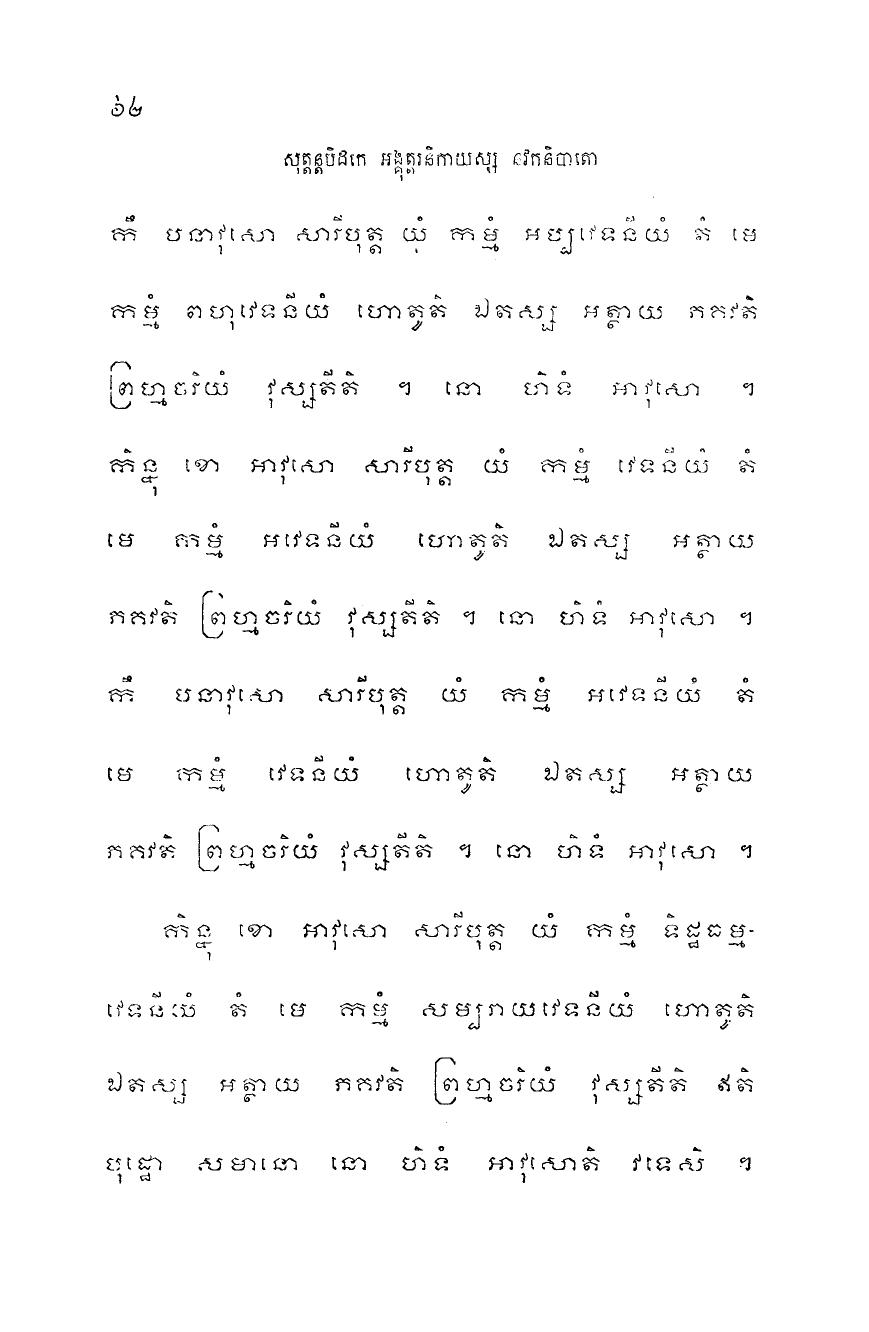 ៦២
សុត្តន្តបិដកេ អង្គុត្តរនិកាយស្ស នវកនិបាតោ
កឹ បនាវុសោ សារីបុត្ត យំ កម្មំ អប្បវេទនីយំ តំ មេ
កម្មំ ពហុវេទនីយំ ហោតូតិ ឯតស្ស អត្ថាយ ភគវតិ
ព្រហ្មចរិយំ វុស្សតីតិ ។ នោ ហិទំ អាវុសោ ។
កិន្នុ ខោ អាវុសោ សារីបុត្ត យំ កម្មំ វេទនីយំ តំ
មេ កម្មំ អវេទនីយំ ហោតូតិ ឯតស្ស អត្ថាយ
ភគវតិ ព្រហ្មចរិយំ វុស្សតីតិ ។ នោ ហិទំ អាវុសោ ។
កឹ បនាវុសោ សារីបុត្ត យំ កម្មំ អវេទនីយំ តំ
មេ កម្មំ វេទនីយំ ហោតូតិ ឯតស្ស អត្ថាយ
ភគវតិ ព្រហ្មចរិយំ វុស្សតីតិ ។ នោ ហិទំ អាវុសោ ។
កិន្នុ ខោ អាវុសោ សារីបុត្ត យំ កម្មំ ទិដ្ឋធម្ម-
វេទនីយំ តំ មេ កម្មំ សម្បរាយវេទនីយំ ហោតូតិ
ឯតស្ស អត្ថាយ ភគវតិ ព្រហ្មចរិយំ វុស្សតីតិ ឥតិ
បុដ្ឋោ សមានោ នោ ហិទំ អាវុសោតិ វទេសិ ។